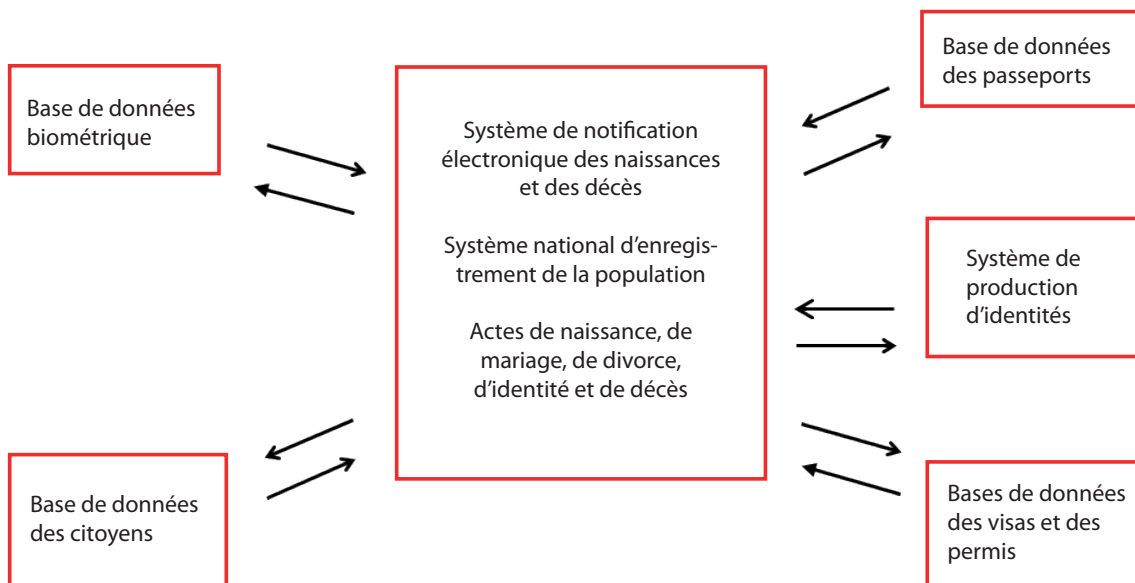 Base de données
biométrique
Base de données
des citoyens
Système de notification
électronique des naissances
et des décès
Système national d’enregis-
trement de la population
Actes de naissance, de
mariage, de divorce,
d’identité et de décès
Base de données
des passeports
Système de
production
d’identités
Bases de données
des visas et des
permis